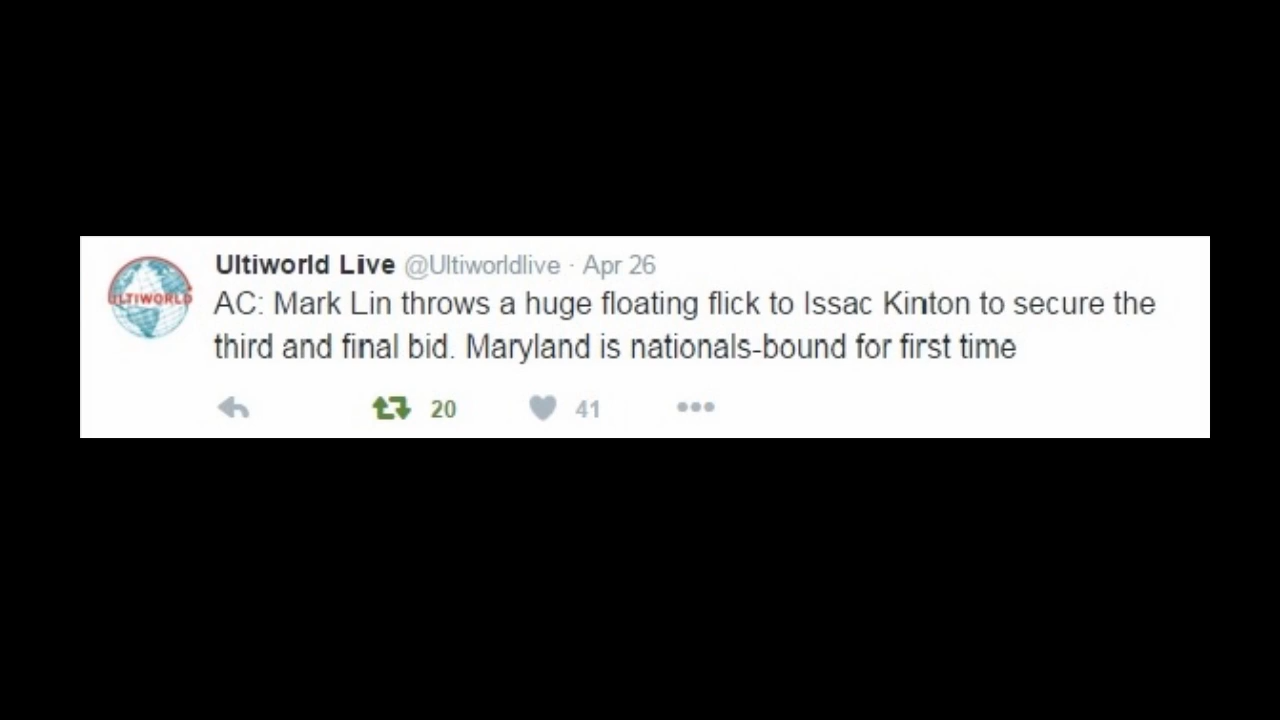 Ultiworld Live @Ultiworldlive · Apr 26
ULTIWORLD
AC: Mark Lin throws a huge floating flick to Issac Kinton to secure the
third and final bid. Maryland is nationals-bound for first time
20 41